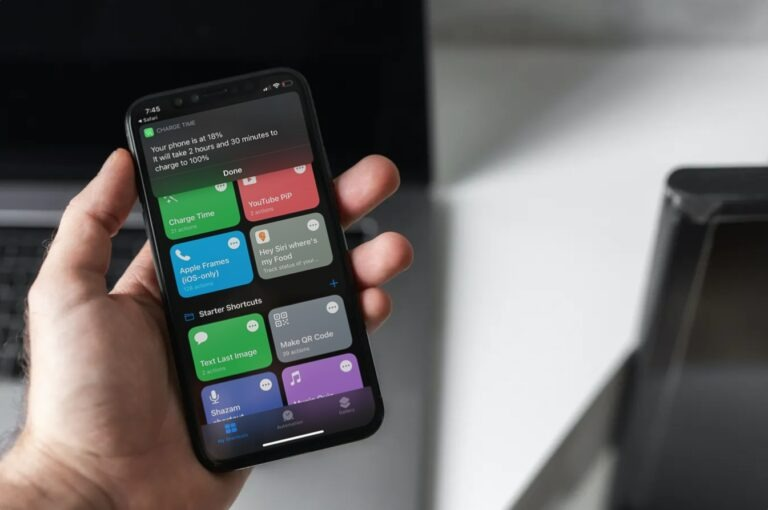 7:45
Safari
CHARGE TIME
Your phone is at 18%
It will take 2 hours and 30 minutes to
charge to 100%
Done
Charge Time
21 actions
YouTube PiP
2 actions
Apple Frames
(iOS-only)
126 actions
Hey Siri where's
my Food
Track status of your...
Starter Shortcuts
Text Last Image
2 actions
Make QR Code
29 actions
Shazam
shortcut
Music Quiz
My Shortcuts
Automation
Gallery